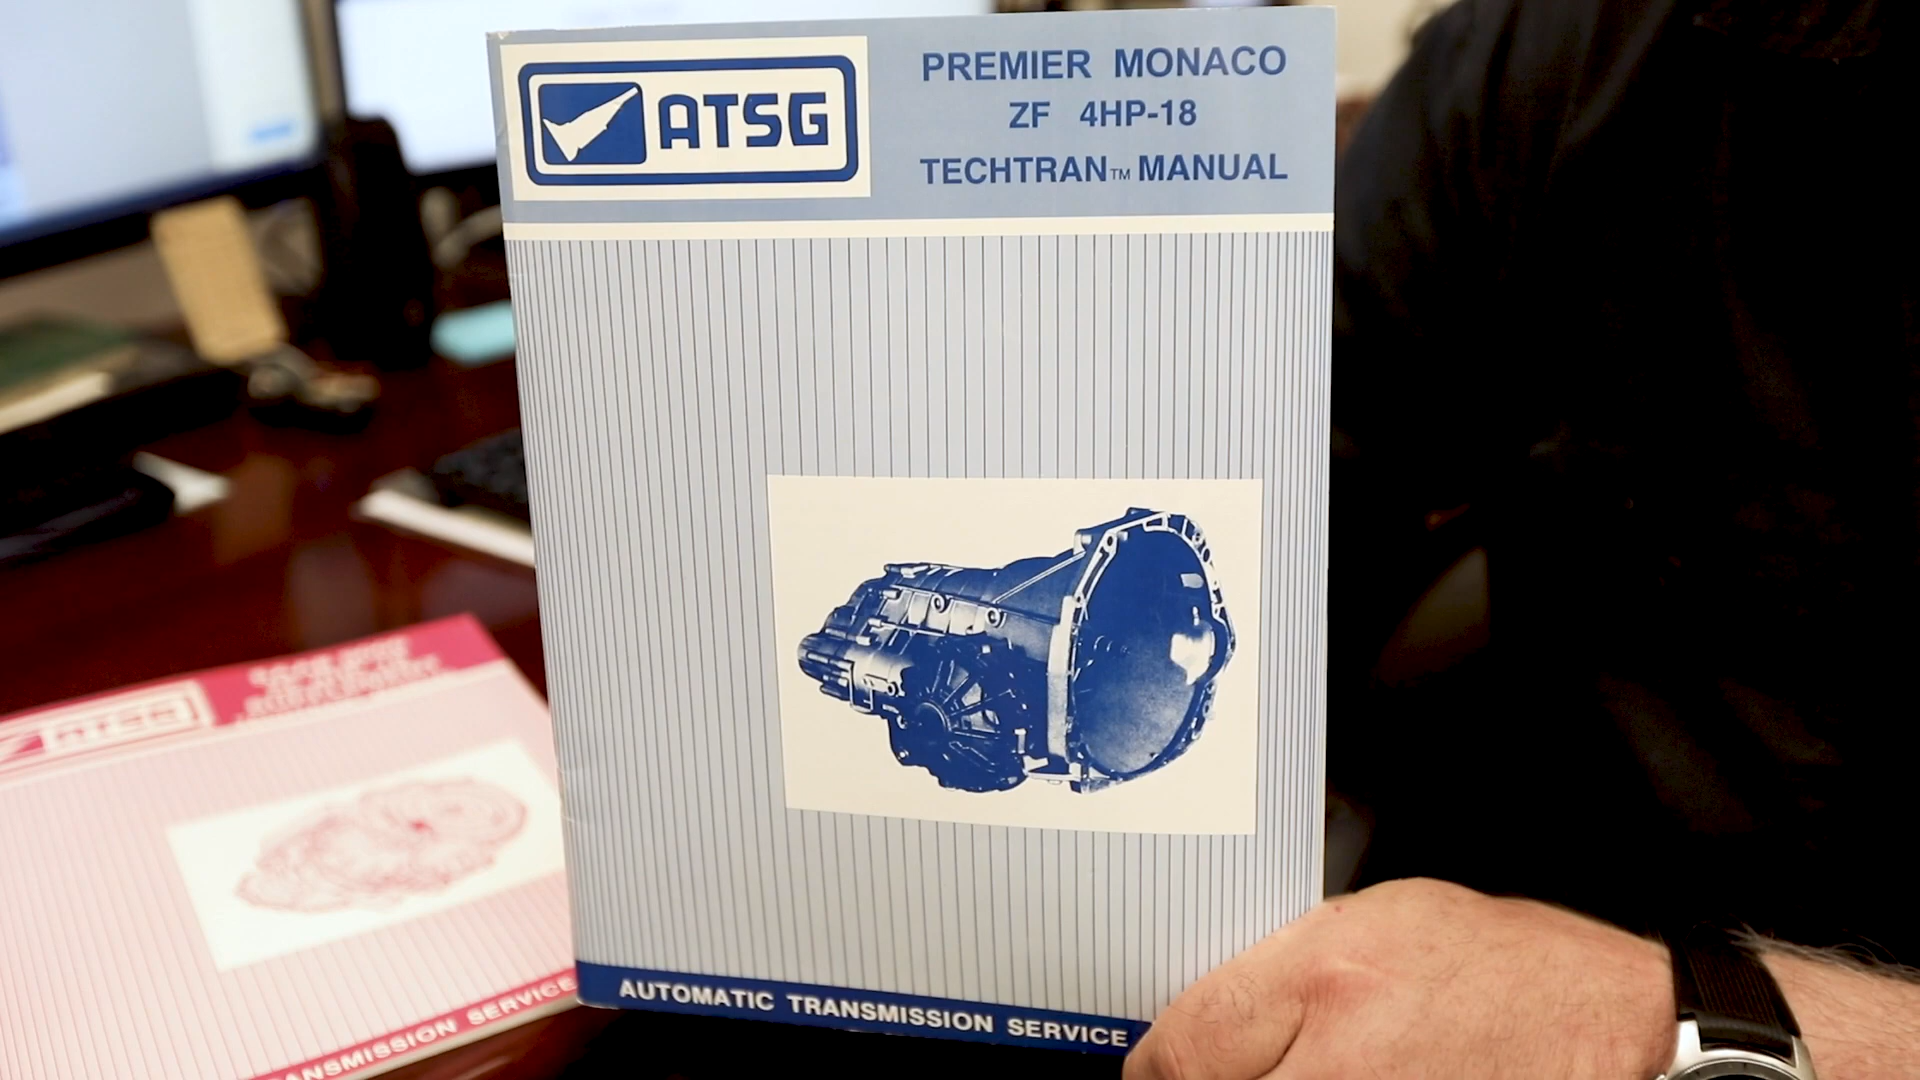 ATSG
PREMIER MONACO
ZF 4HP-18
TECHTRAN™ MANUAL
AUTOMATIC TRANSMISSION SERVICE
ATSG
TRANSMISSION SERVICE